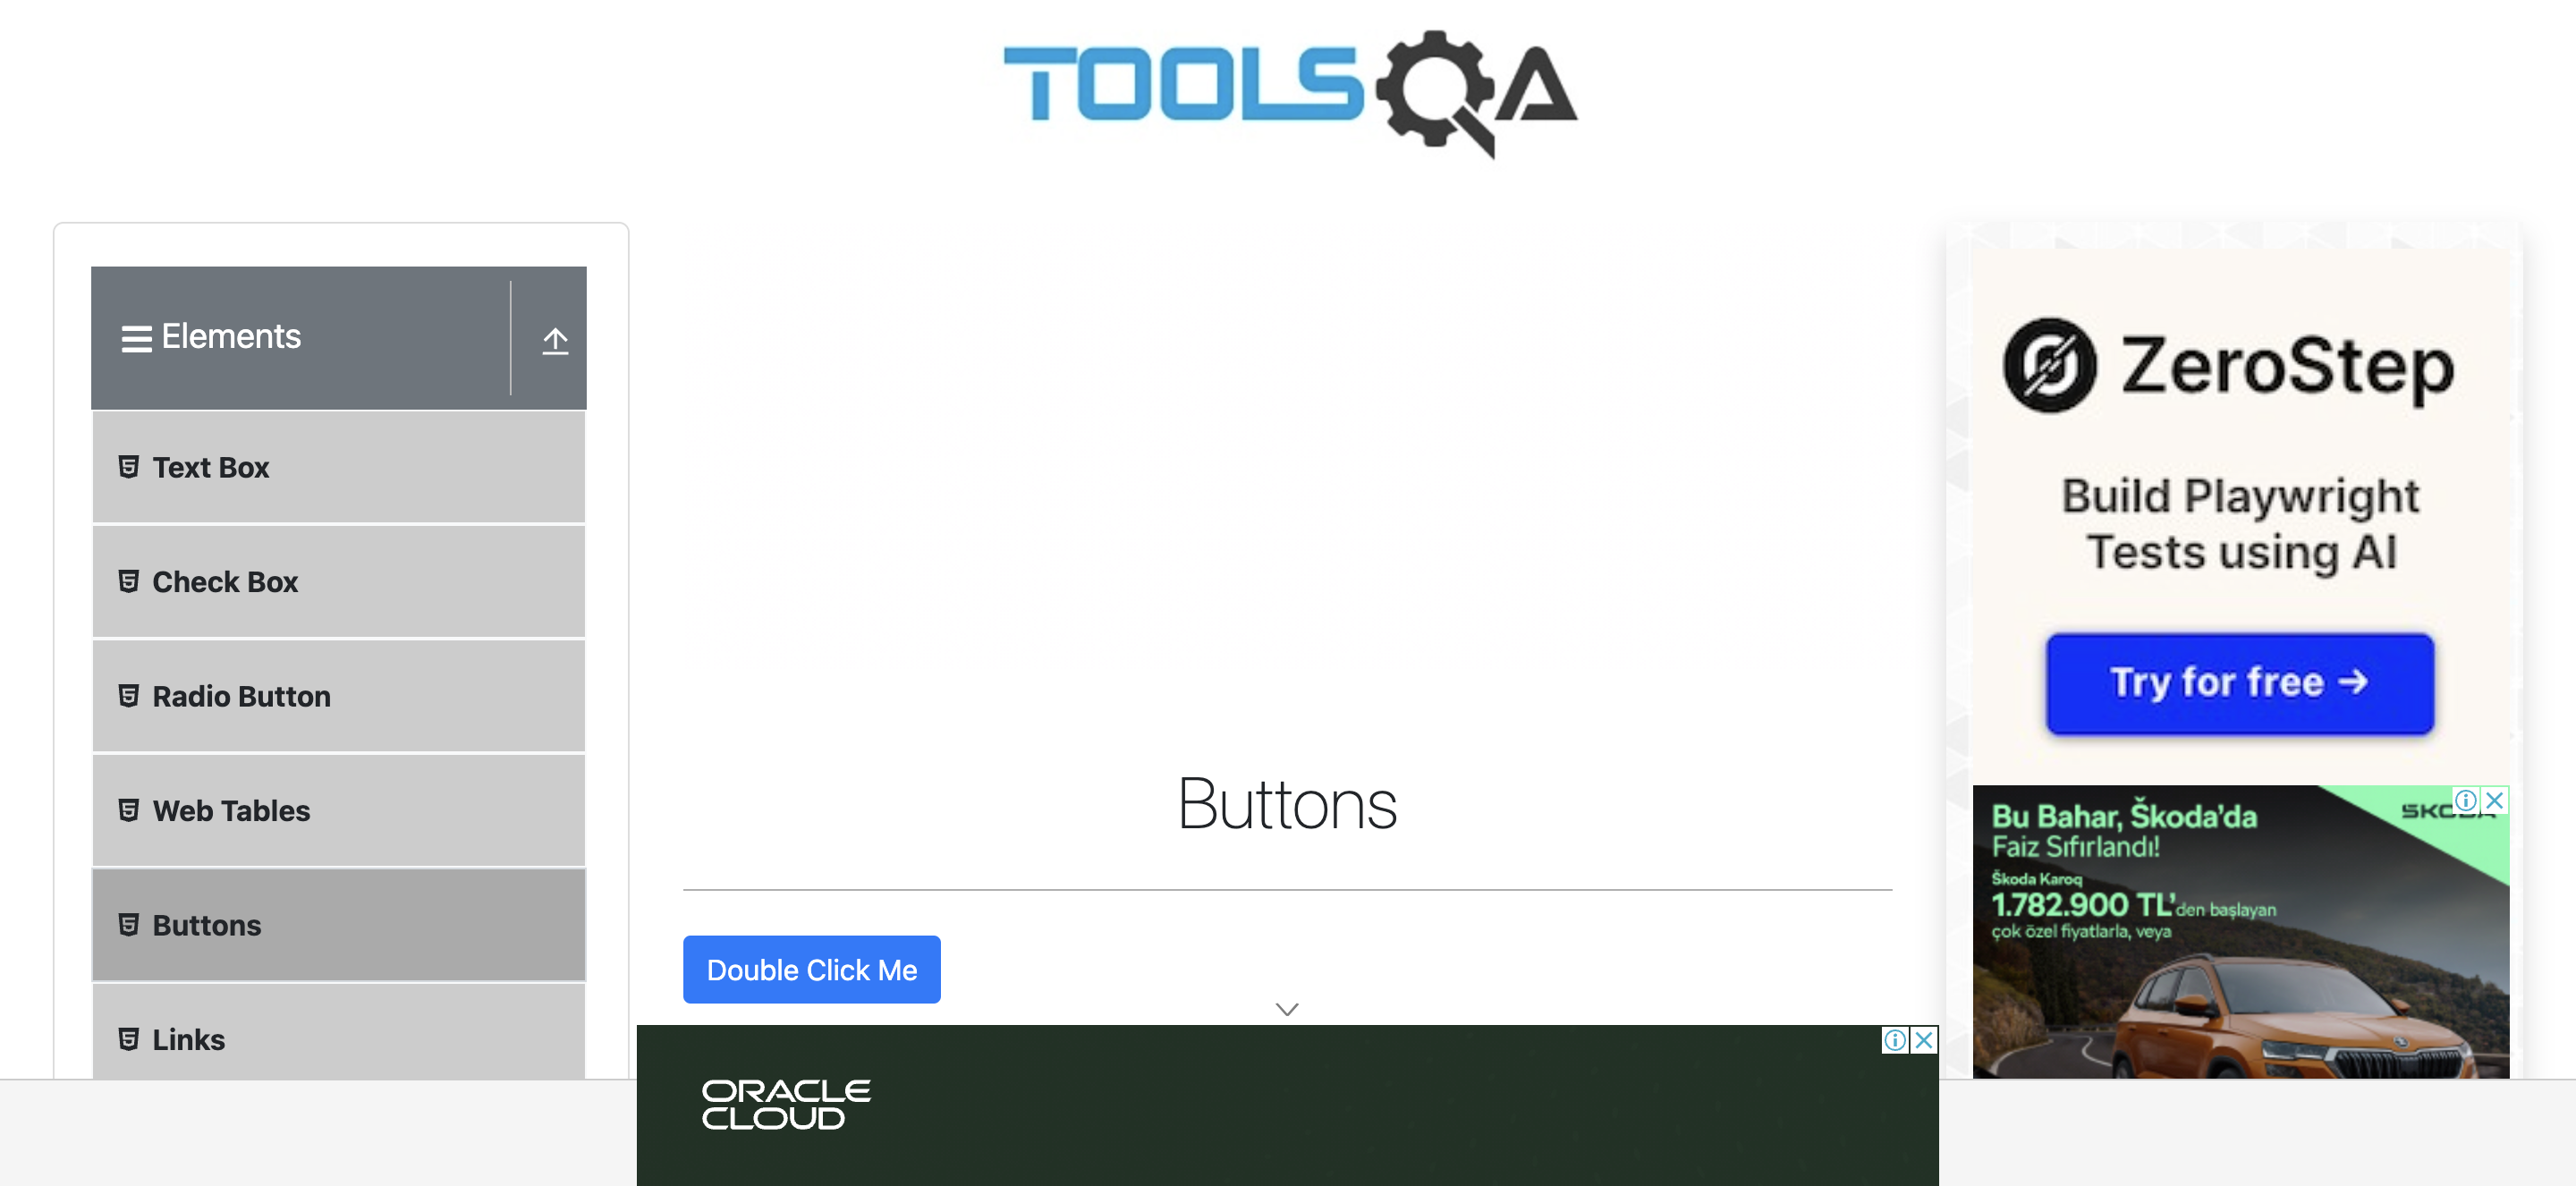 TOOLSQA
Elements
Text Box
Check Box
Radio Button
Web Tables
Buttons
Links
Buttons
Double Click Me
ZeroStep
Build Playwright
Tests using AI
Try for free →
Bu Bahar, Škoda'da
Faiz Sıfırlandı!
Škoda Karoq
1.782.900 TL'den başlayan
çok özel fiyatlarla, veya
ORACLE
CLOUD